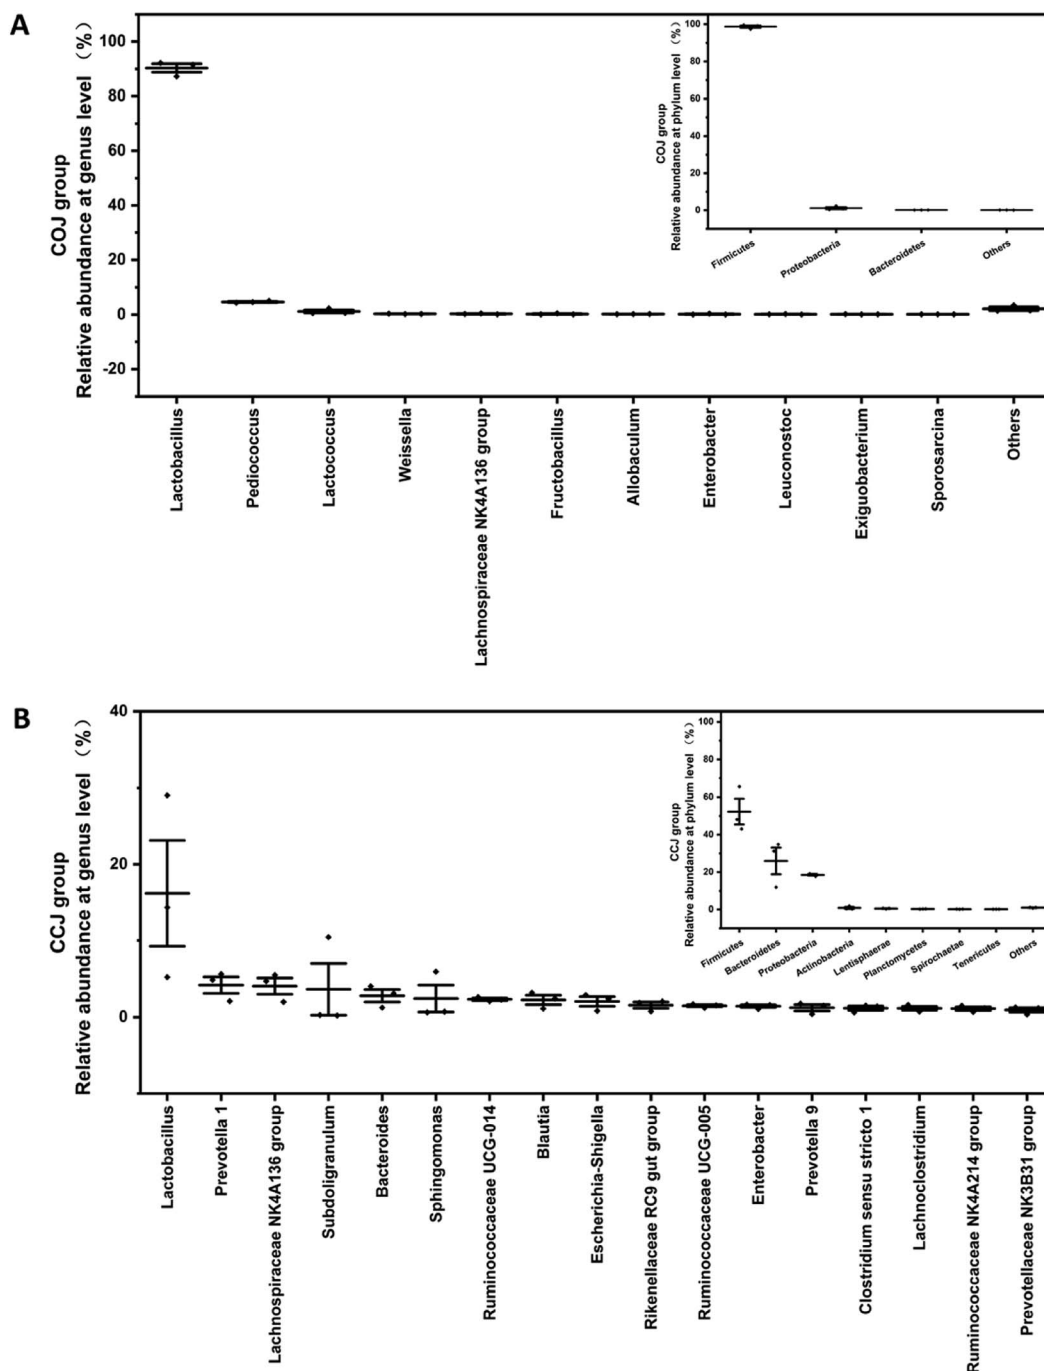 A
COJ group
Relative abundance at genus level（%）
100
80
60
40
20
0
-20
Lactobacillus
Pediococcus
Lactococcus
Weissella
Lachnospiraceae NK4A136 group
Fructobacillus
Allobaculum
Enterobacter
Leuconostoc
Exiguobacterium
Sporosarcina
Others
COJ group
Relative abundance at phylum level（%）
100
80
60
40
20
0
Firmicutes
Proteobacteria
Bacteroidetes
Others
B
CCJ group
Relative abundance at genus level（%）
40
20
0
Lactobacillus
Prevotella 1
Lachnospiraceae NK4A136 group
Subdoligranulum
Bacteroides
Sphingomonas
Ruminococcaceae UCG-014
Blautia
Escherichia-Shigella
Rikenellaceae RC9 gut group
Ruminococcaceae UCG-005
Enterobacter
Prevotella 9
Clostridium sensu stricto 1
Lachnoclostridium
Ruminococcaceae NK4A214 group
Prevotellaceae NK3B31 group
CCJ group
Relative abundance at phylum level（%）
100
80
60
40
20
0
Firmicutes
Bacteroidetes
Proteobacteria
Actinobacteria
Lentisphaerae
Planctomycetes
Spirochaetae
Tenericutes
Others